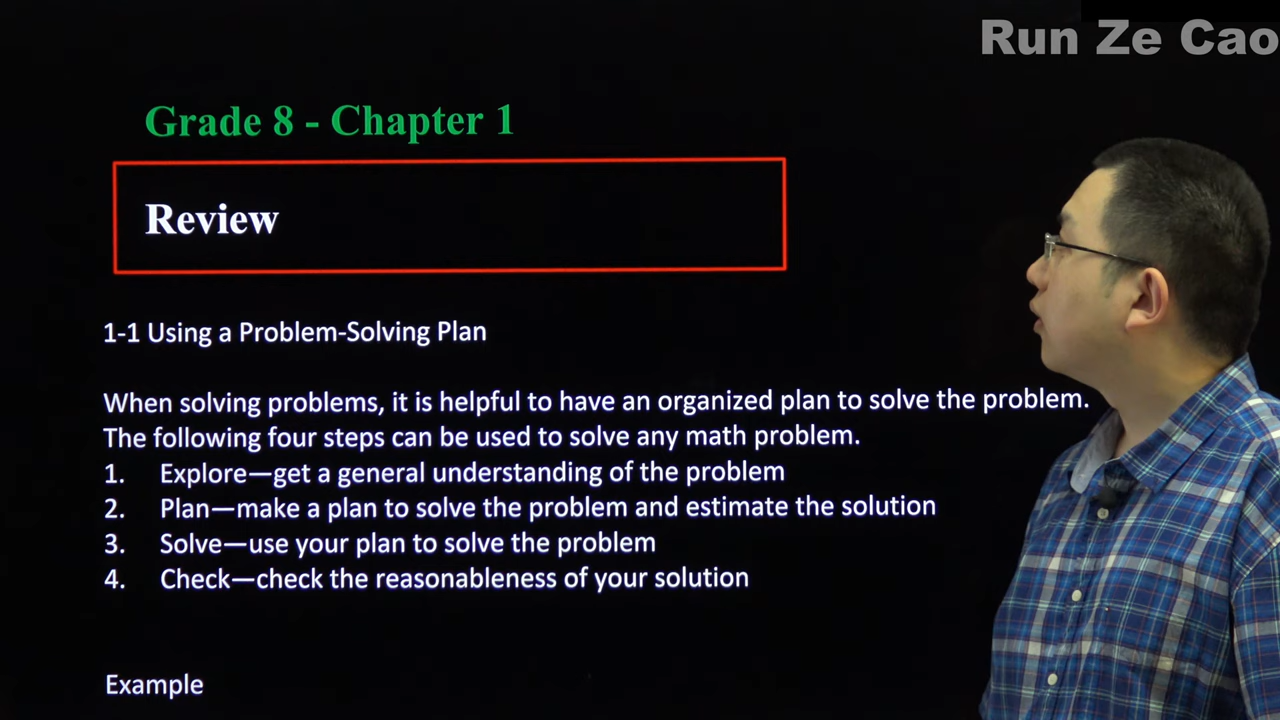 Run Ze Cao
Grade 8 - Chapter 1
Review
1-1 Using a Problem-Solving Plan
When solving problems, it is helpful to have an organized plan to solve the problem.
The following four steps can be used to solve any math problem.
1. Explore—get a general understanding of the problem
2. Plan—make a plan to solve the problem and estimate the solution
3. Solve—use your plan to solve the problem
4. Check—check the reasonableness of your solution
Example